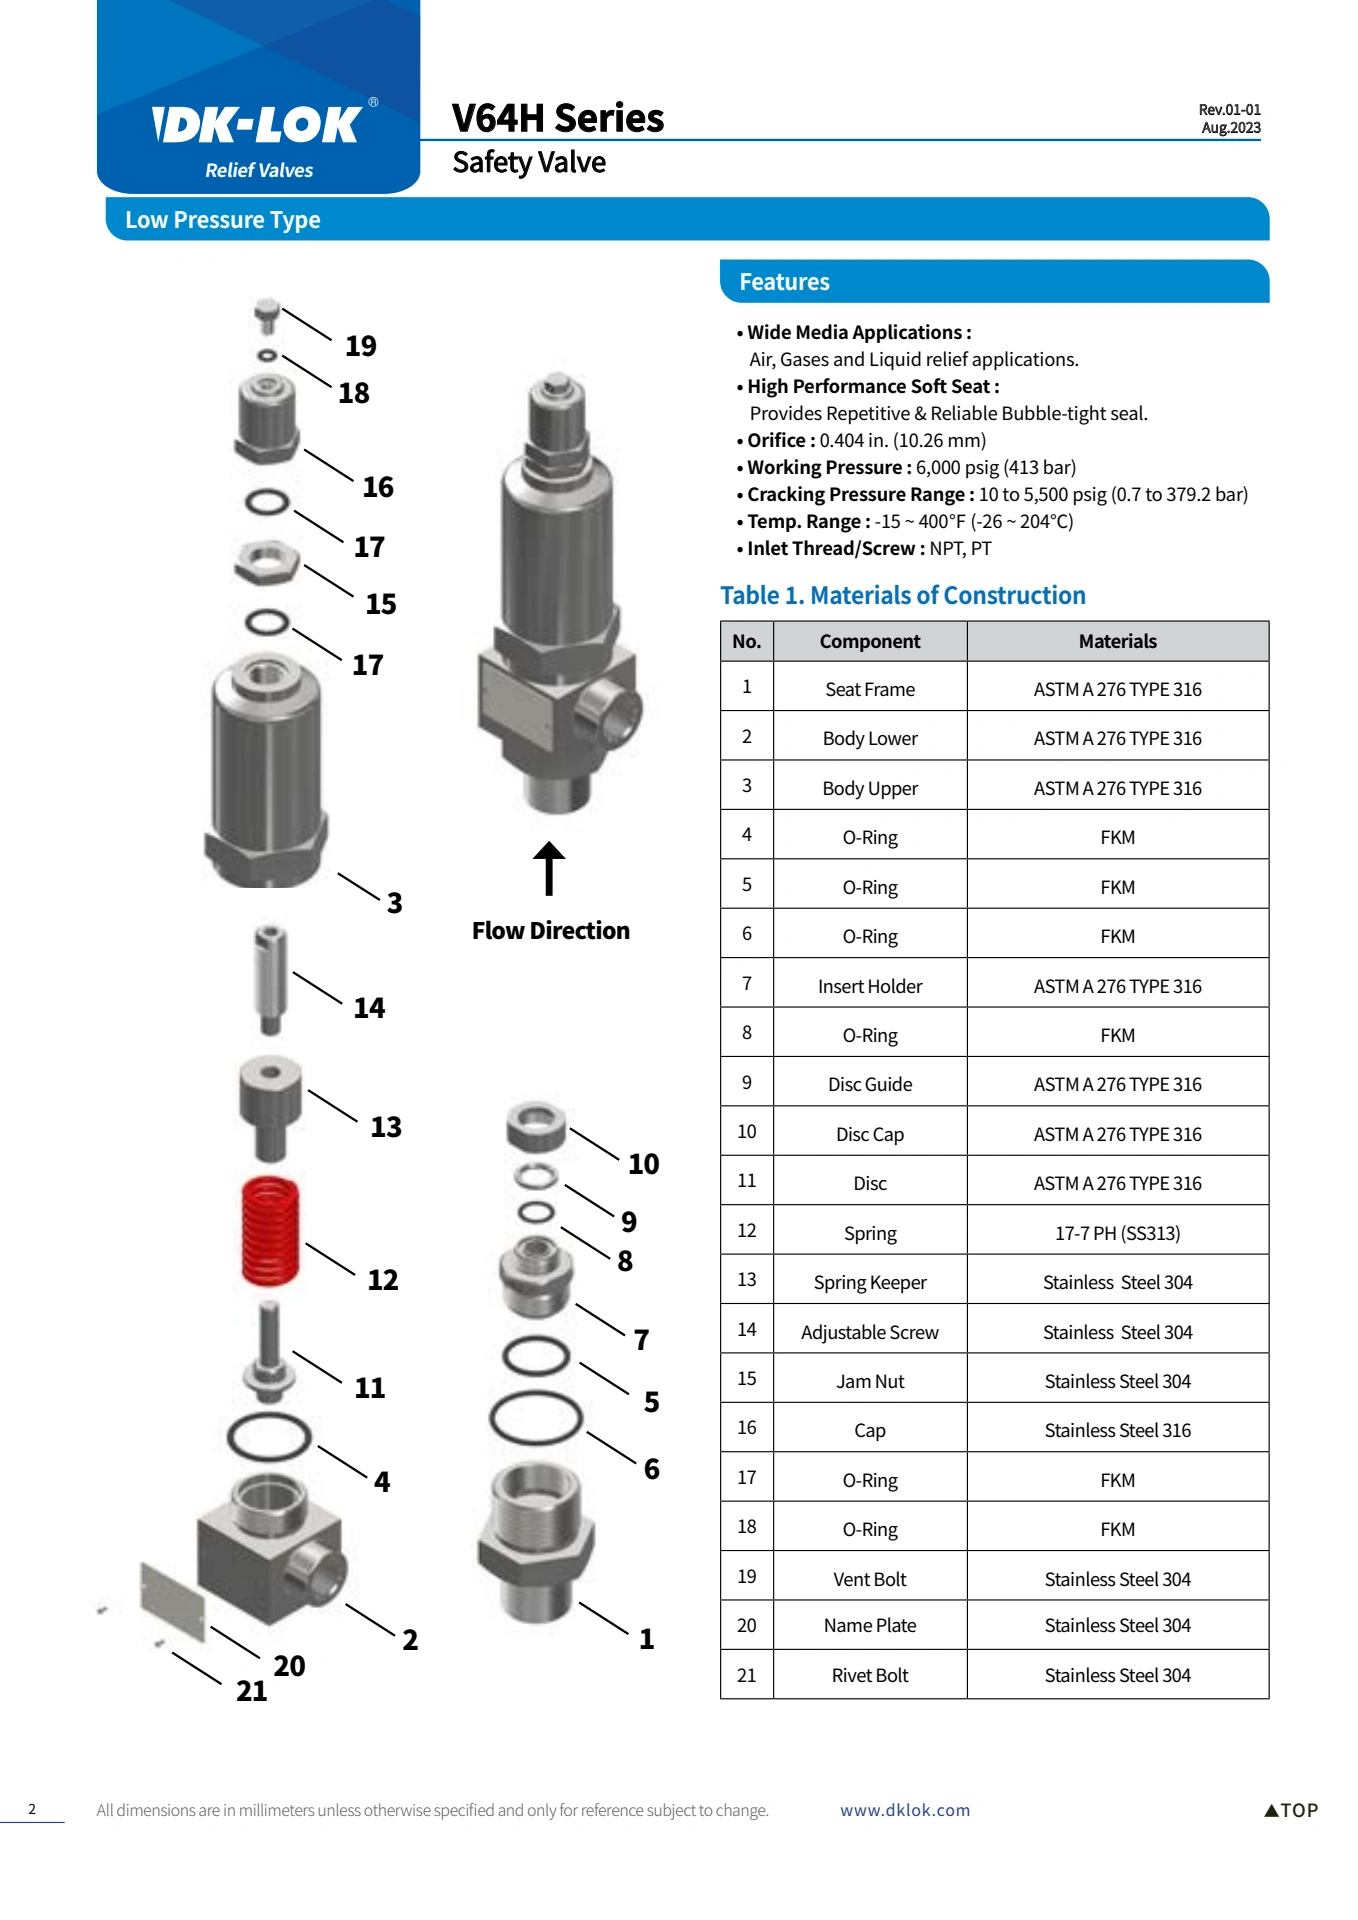 DK-LOK®
Relief Valves
V64H Series
Safety Valve
Rev.01-01
Aug.2023
Low Pressure Type
19
18
16
17
15
17
3
14
13
12
11
4
2
20
21
Flow Direction
10
9
8
7
5
6
1
Features
• Wide Media Applications :
Air, Gases and Liquid relief applications.
• High Performance Soft Seat :
Provides Repetitive & Reliable Bubble-tight seal.
• Orifice : 0.404 in. (10.26 mm)
• Working Pressure : 6,000 psig (413 bar)
• Cracking Pressure Range : 10 to 5,500 psig (0.7 to 379.2 bar)
• Temp. Range : -15 ~ 400°F (-26 ~ 204°C)
• Inlet Thread/Screw : NPT, PT
Table 1. Materials of Construction
No. Component Materials
1 Seat Frame ASTM A 276 TYPE 316
2 Body Lower ASTM A 276 TYPE 316
3 Body Upper ASTM A 276 TYPE 316
4 O-Ring FKM
5 O-Ring FKM
6 O-Ring FKM
7 Insert Holder ASTM A 276 TYPE 316
8 O-Ring FKM
9 Disc Guide ASTM A 276 TYPE 316
10 Disc Cap ASTM A 276 TYPE 316
11 Disc ASTM A 276 TYPE 316
12 Spring 17-7 PH (SS313)
13 Spring Keeper Stainless Steel 304
14 Adjustable Screw Stainless Steel 304
15 Jam Nut Stainless Steel 304
16 Cap Stainless Steel 316
17 O-Ring FKM
18 O-Ring FKM
19 Vent Bolt Stainless Steel 304
20 Name Plate Stainless Steel 304
21 Rivet Bolt Stainless Steel 304
2 All dimensions are in millimeters unless otherwise specified and only for reference subject to change. www.dklok.com ▲TOP